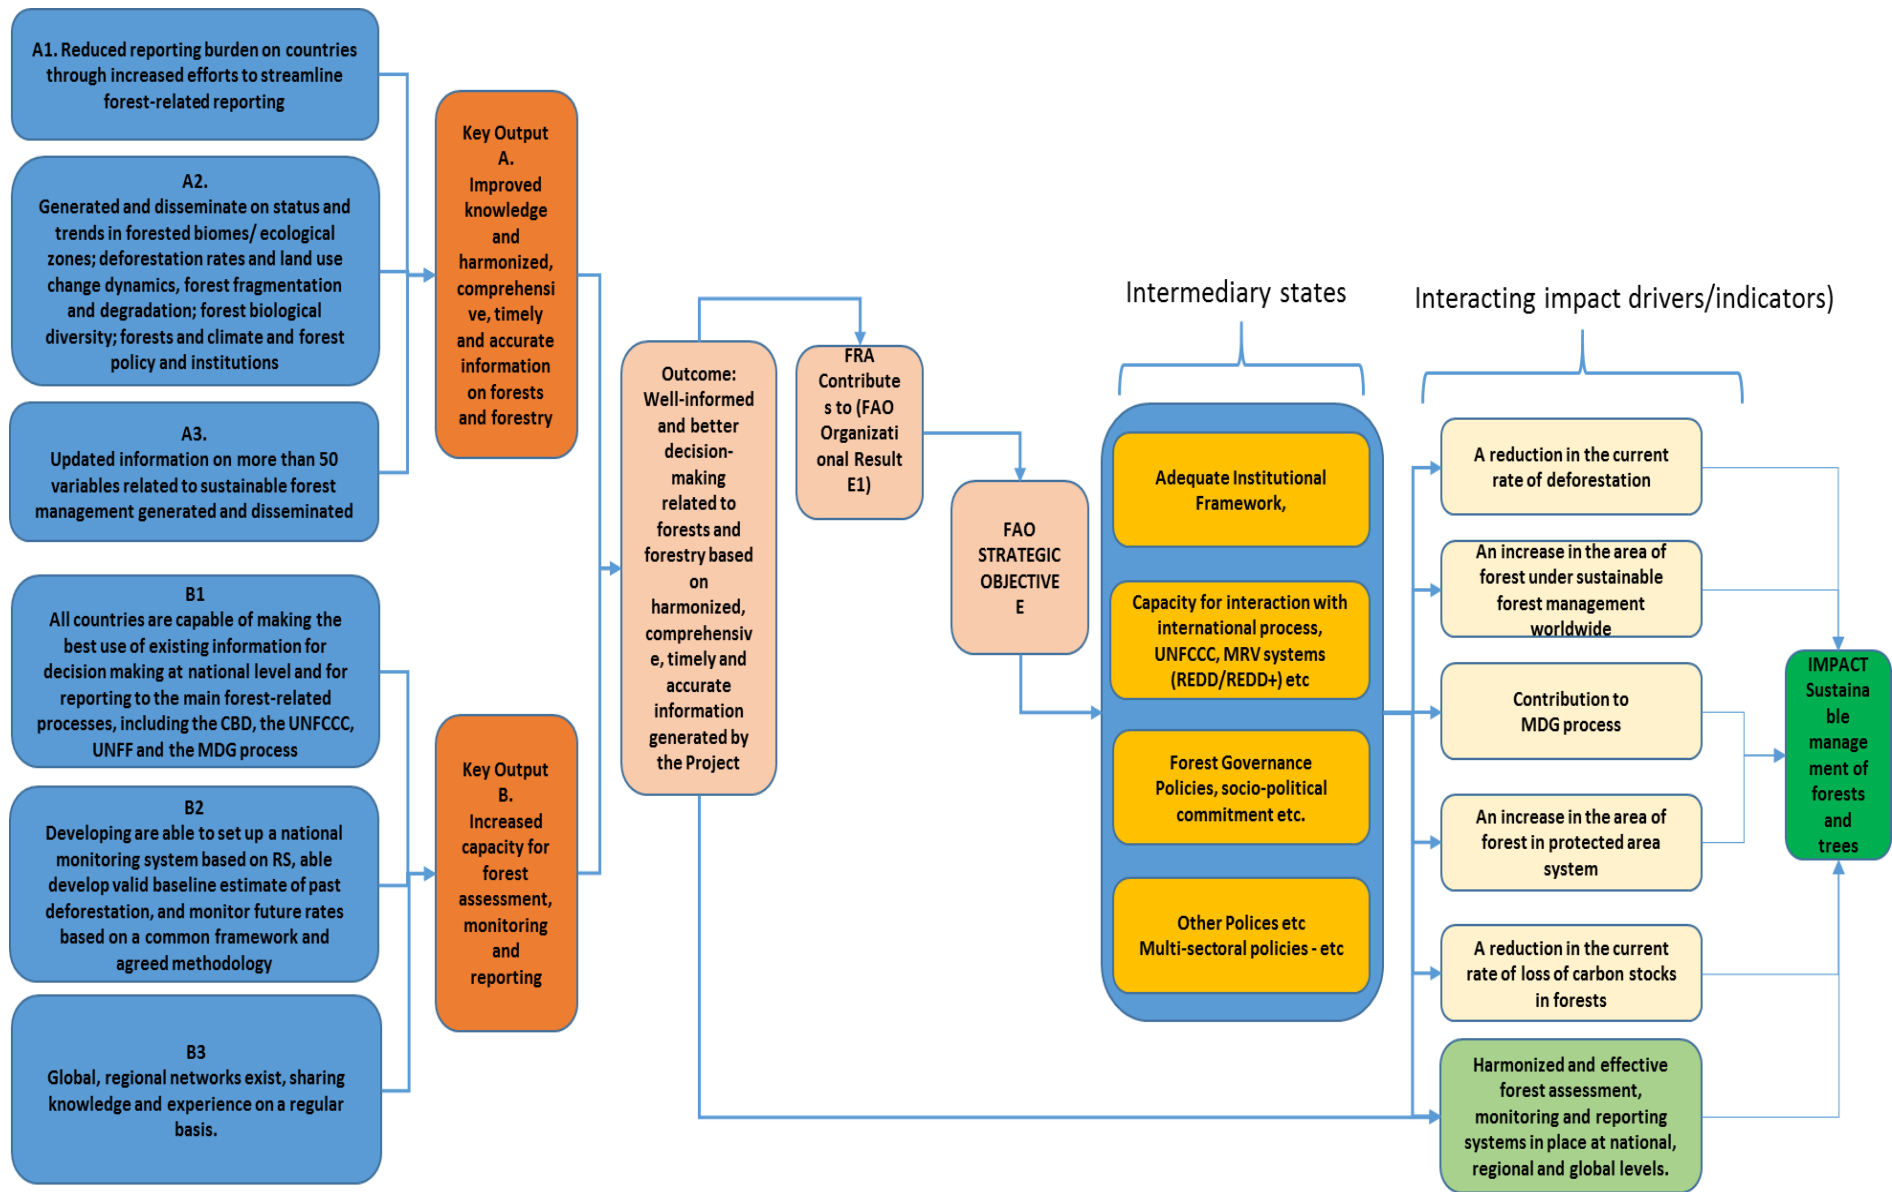 A1. Reduced reporting burden on countries
through increased efforts to streamline
forest-related reporting
A2.
Generated and disseminate on status and
trends in forested biomes/ ecological
zones; deforestation rates and land use
change dynamics, forest fragmentation
and degradation; forest biological
diversity; forests and climate and forest
policy and institutions
A3.
Updated information on more than 50
variables related to sustainable forest
management generated and disseminated
B1
All countries are capable of making the
best use of existing information for
decision making at national level and for
reporting to the main forest-related
processes, including the CBD, the UNFCCC,
UNFF and the MDG process
B2
Developing are able to set up a national
monitoring system based on RS, able
develop valid baseline estimate of past
deforestation, and monitor future rates
based on a common framework and
agreed methodology
B3
Global, regional networks exist, sharing
knowledge and experience on a regular
basis.
Key Output
A.
Improved
knowledge
and
harmonized,
comprehensi
ve, timely
and accurate
information
on forests
and forestry
Key Output
B.
Increased
capacity for
forest
assessment,
monitoring
and
reporting
Outcome:
Well-informed
and better
decision-
making
related to
forests and
forestry based
on
harmonized,
comprehensiv
e, timely and
accurate
information
generated by
the Project
FRA
Contribute
s to (FAO
Organizati
onal Result
E1)
FAO
STRATEGIC
OBJECTIVE
E
Intermediary states
Adequate Institutional
Framework,
Capacity for interaction with
international process,
UNFCCC, MRV systems
(REDD/REDD+) etc
Forest Governance
Policies, socio-political
commitment etc.
Other Polices etc
Multi-sectoral policies - etc
Interacting impact drivers/indicators)
A reduction in the current
rate of deforestation
An increase in the area of
forest under sustainable
forest management
worldwide
Contribution to
MDG process
An increase in the area of
forest in protected area
system
A reduction in the current
rate of loss of carbon stocks
in forests
Harmonized and effective
forest assessment,
monitoring and reporting
systems in place at national,
regional and global levels.
IMPACT
Sustaina
ble
manage
ment of
forests
and
trees